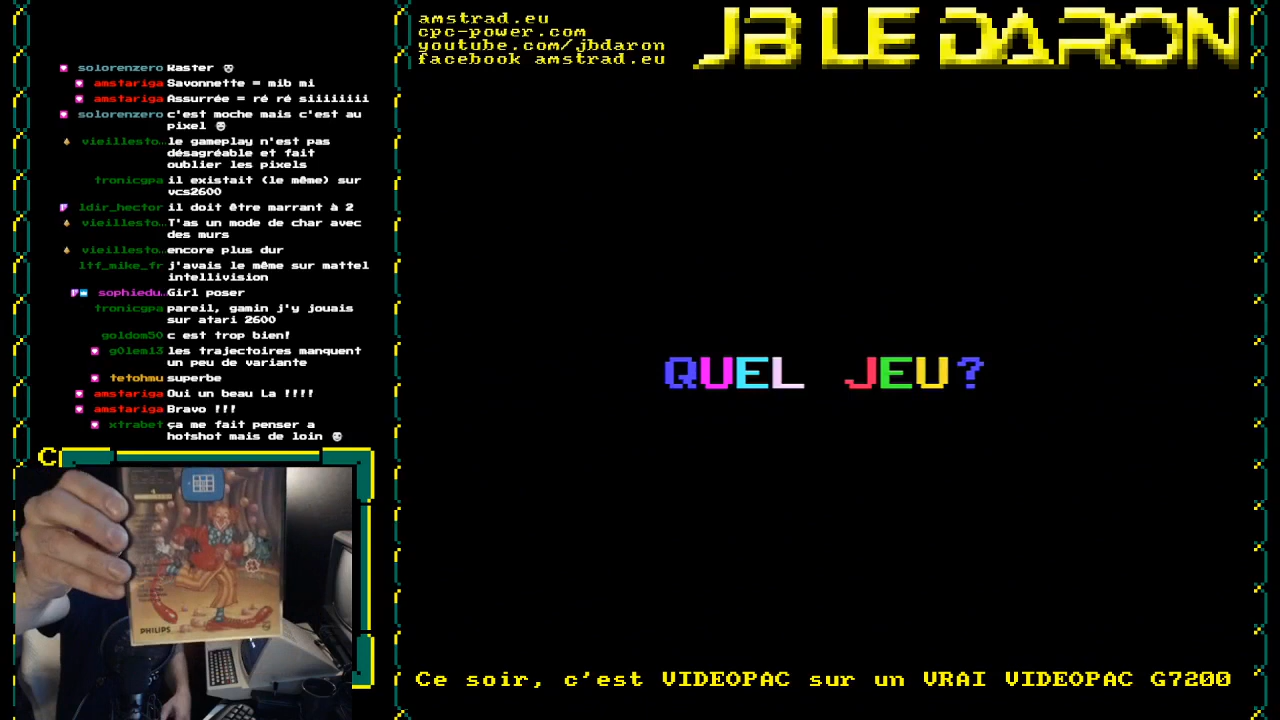 amstrad.eu
cpc-power.com
youtube.com/jbdaron
facebook amstrad.eu
JB LE DARON
solorenzero Raster
amstariga Savonnette = mib mi
amstariga Assurrée = ré ré siiiiiiii
solorenzero c'est moche mais c'est au
pixel
vieillesto… le gameplay n'est pas
désagréable et fait
oublier les pixels
tronicgpa il existait (le même) sur
vcs2600
ldir_hector il doit être marrant à 2
vieillesto… T'as un mode de char avec
des murs
vieillesto… encore plus dur
ltf_mike_fr j'avais le même sur mattel
intellivision
sophiedu… Girl poser
tronicgpa pareil, gamin j'y jouais
sur atari 2600
goldom50 c est trop bien!
g0lem13 les trajectoires manquent
un peu de variante
tetohmu superbe
amstariga Oui un beau La !!!!
amstariga Bravo !!!
xtrabet ça me fait penser a
hotshot mais de loin
C
QUEL JEU?
PHILIPS
Ce soir, c'est VIDEOPAC sur un VRAI VIDEOPAC G7200